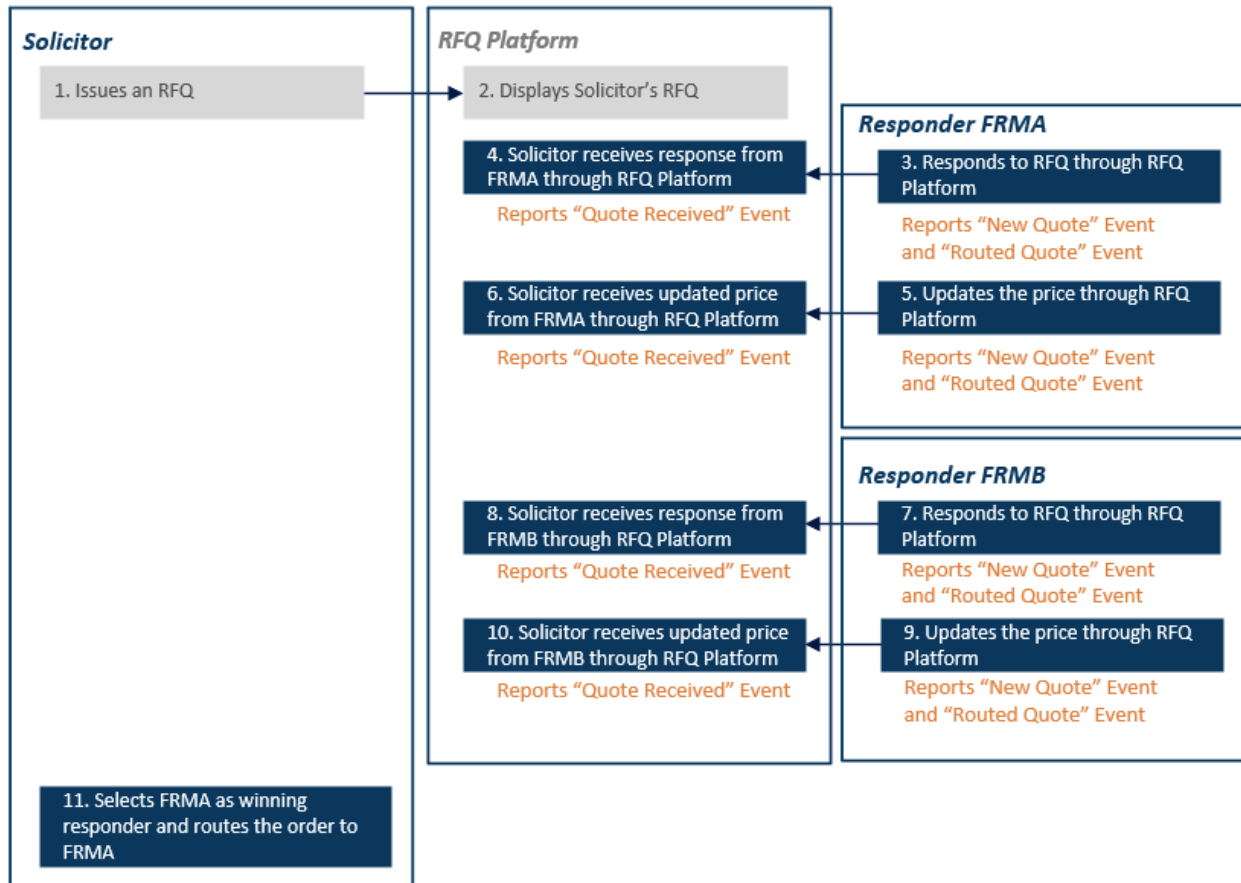 Solicitor
1. Issues an RFQ
RFQ Platform
2. Displays Solicitor's RFQ
Responder FRMA
3. Responds to RFQ through RFQ
Platform
Reports “New Quote” Event
and “Routed Quote” Event
4. Solicitor receives response from
FRMA through RFQ Platform
Reports “Quote Received” Event
5. Updates the price through RFQ
Platform
Reports “New Quote” Event
and “Routed Quote” Event
6. Solicitor receives updated price
from FRMA through RFQ Platform
Reports “Quote Received” Event
Responder FRMB
7. Responds to RFQ through RFQ
Platform
Reports “New Quote” Event
and “Routed Quote” Event
8. Solicitor receives response from
FRMB through RFQ Platform
Reports “Quote Received” Event
9. Updates the price through RFQ
Platform
Reports “New Quote” Event
and “Routed Quote” Event
10. Solicitor receives updated price
from FRMB through RFQ Platform
Reports “Quote Received” Event
11. Selects FRMA as winning
responder and routes the order to
FRMA